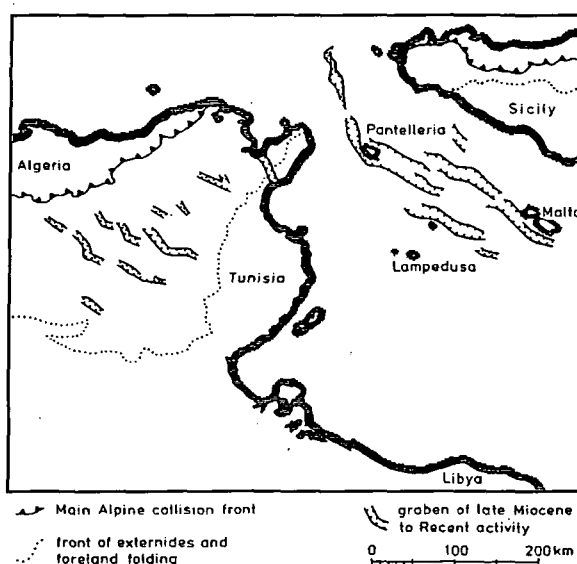 Sicily
Pantelleria
Algeria
Malta
Lampedusa
Tunisia
Libya
Main Alpine collision front
groben of late Miocene
to Recent activity
front of externides and
foreland folding
0 100 200km